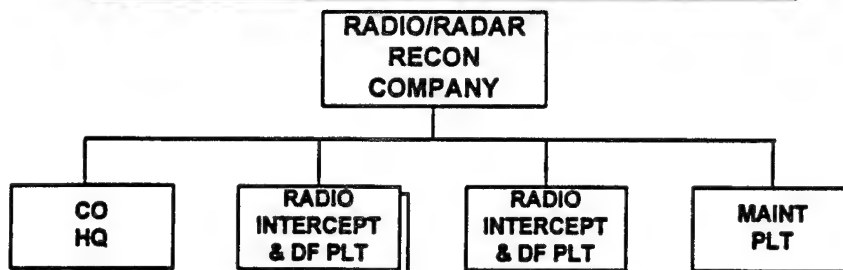 RADIO/RADAR
RECON
COMPANY
CO
HQ
RADIO
INTERCEPT
& DF PLT
RADIO
INTERCEPT
& DF PLT
MAINT
PLT